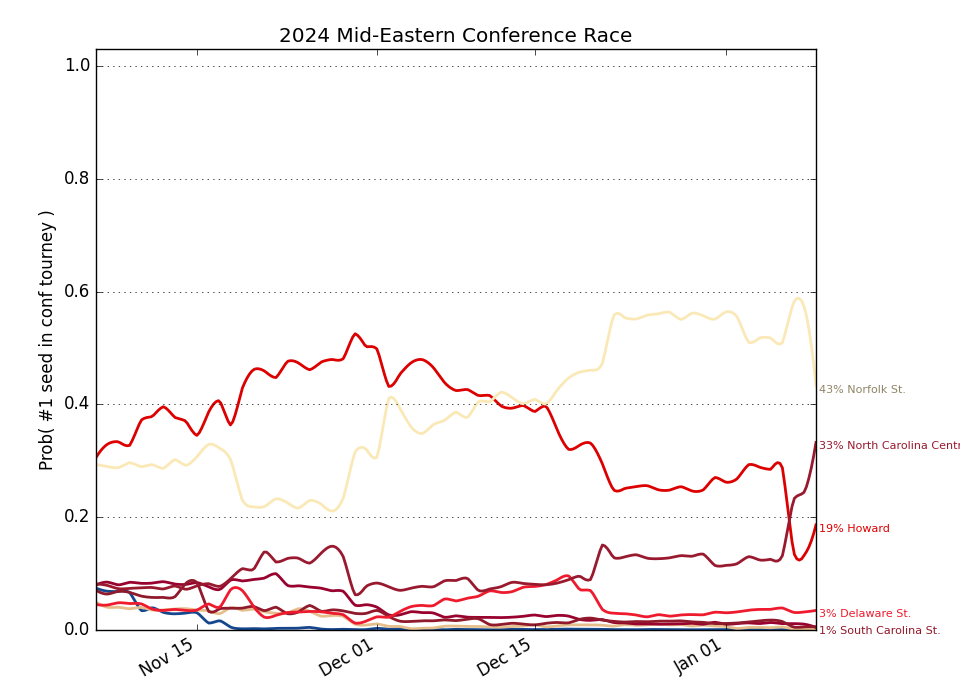 2024 Mid-Eastern Conference Race
1.0
0.8
0.6
0.4
0.2
0.0
Prob( #1 seed in conf tourney )
43% Norfolk St.
33% North Carolina Centr
19% Howard
3% Delaware St.
1% South Carolina St.
Nov 15
Dec 01
Dec 15
Jan 01